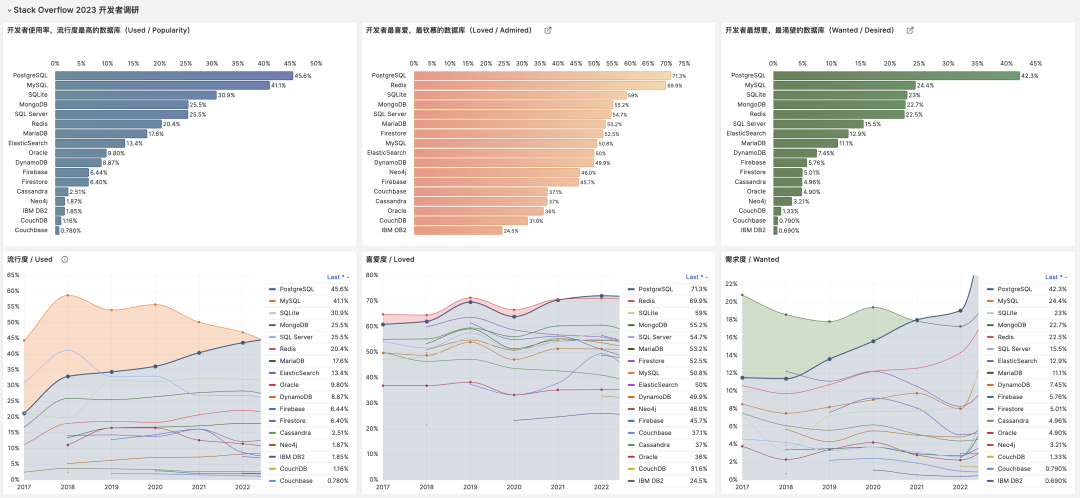 Stack Overflow 2023 开发者调研
开发者使用率，流行度最高的数据库（Used / Popularity)
0% 5% 10% 15% 20% 25% 30% 35% 40% 45% 50%
PostgreSQL 45.6%
MySQL 41.1%
SQLite 30.9%
MongoDB 25.5%
SQL Server 25.5%
Redis 20.4%
MariaDB 17.6%
ElasticSearch 13.4%
Oracle 9.80%
DynamoDB 8.87%
Firebase 6.44%
Firestore 6.40%
Cassandra 2.51%
Neo4j 1.87%
IBM DB2 1.85%
CouchDB 1.16%
Couchbase 0.780%
开发者最喜爱，最钦慕的数据库（Loved / Admired)
0% 5% 10% 15% 20% 25% 30% 35% 40% 45% 50% 55% 60% 65% 70% 75%
PostgreSQL 71.3%
Redis 69.9%
SQLite 59%
MongoDB 55.2%
SQL Server 54.7%
MariaDB 53.2%
Firestore 52.5%
MySQL 50.8%
ElasticSearch 50%
DynamoDB 49.9%
Neo4j 46.0%
Firebase 45.7%
Couchbase 37.1%
Cassandra 37%
Oracle 36%
CouchDB 31.6%
IBM DB2 24.5%
开发者最想要，最渴望的数据库（Wanted / Desired)
0% 5% 10% 15% 20% 25% 30% 35% 40% 45%
PostgreSQL 42.3%
MySQL 24.4%
SQLite 23%
MongoDB 22.7%
Redis 22.5%
SQL Server 15.5%
ElasticSearch 12.9%
MariaDB 11.1%
DynamoDB 7.45%
Firebase 5.76%
Firestore 5.01%
Cassandra 4.96%
Oracle 4.90%
Neo4j 3.21%
CouchDB 1.33%
Couchbase 0.790%
IBM DB2 0.690%
流行度 / Used
65%
60%
55%
50%
45%
40%
35%
30%
25%
20%
15%
10%
5%
0%
2017 2018 2019 2020 2021 2022
Last *
PostgreSQL 45.6%
MySQL 41.1%
SQLite 30.9%
MongoDB 25.5%
SQL Server 25.5%
Redis 20.4%
MariaDB 17.6%
ElasticSearch 13.4%
Oracle 9.80%
DynamoDB 8.87%
Firebase 6.44%
Firestore 6.40%
Cassandra 2.51%
Neo4j 1.87%
IBM DB2 1.85%
CouchDB 1.16%
Couchbase 0.780%
喜爱度 / Loved
80%
70%
60%
50%
40%
30%
20%
10%
0%
2017 2018 2019 2020 2021 2022
Last *
PostgreSQL 71.3%
Redis 69.9%
SQLite 59%
MongoDB 55.2%
SQL Server 54.7%
MariaDB 53.2%
Firestore 52.5%
MySQL 50.8%
ElasticSearch 50%
DynamoDB 49.9%
Neo4j 46.0%
Firebase 45.7%
Couchbase 37.1%
Cassandra 37%
Oracle 36%
CouchDB 31.6%
IBM DB2 24.5%
需求度 / Wanted
22%
20%
18%
16%
14%
12%
10%
8%
6%
4%
2%
0%
2017 2018 2019 2020 2021 2022
Last *
PostgreSQL 42.3%
MySQL 24.4%
SQLite 23%
MongoDB 22.7%
Redis 22.5%
SQL Server 15.5%
ElasticSearch 12.9%
MariaDB 11.1%
DynamoDB 7.45%
Firebase 5.76%
Firestore 5.01%
Cassandra 4.96%
Oracle 4.90%
Neo4j 3.21%
CouchDB 1.33%
Couchbase 0.790%
IBM DB2 0.690%